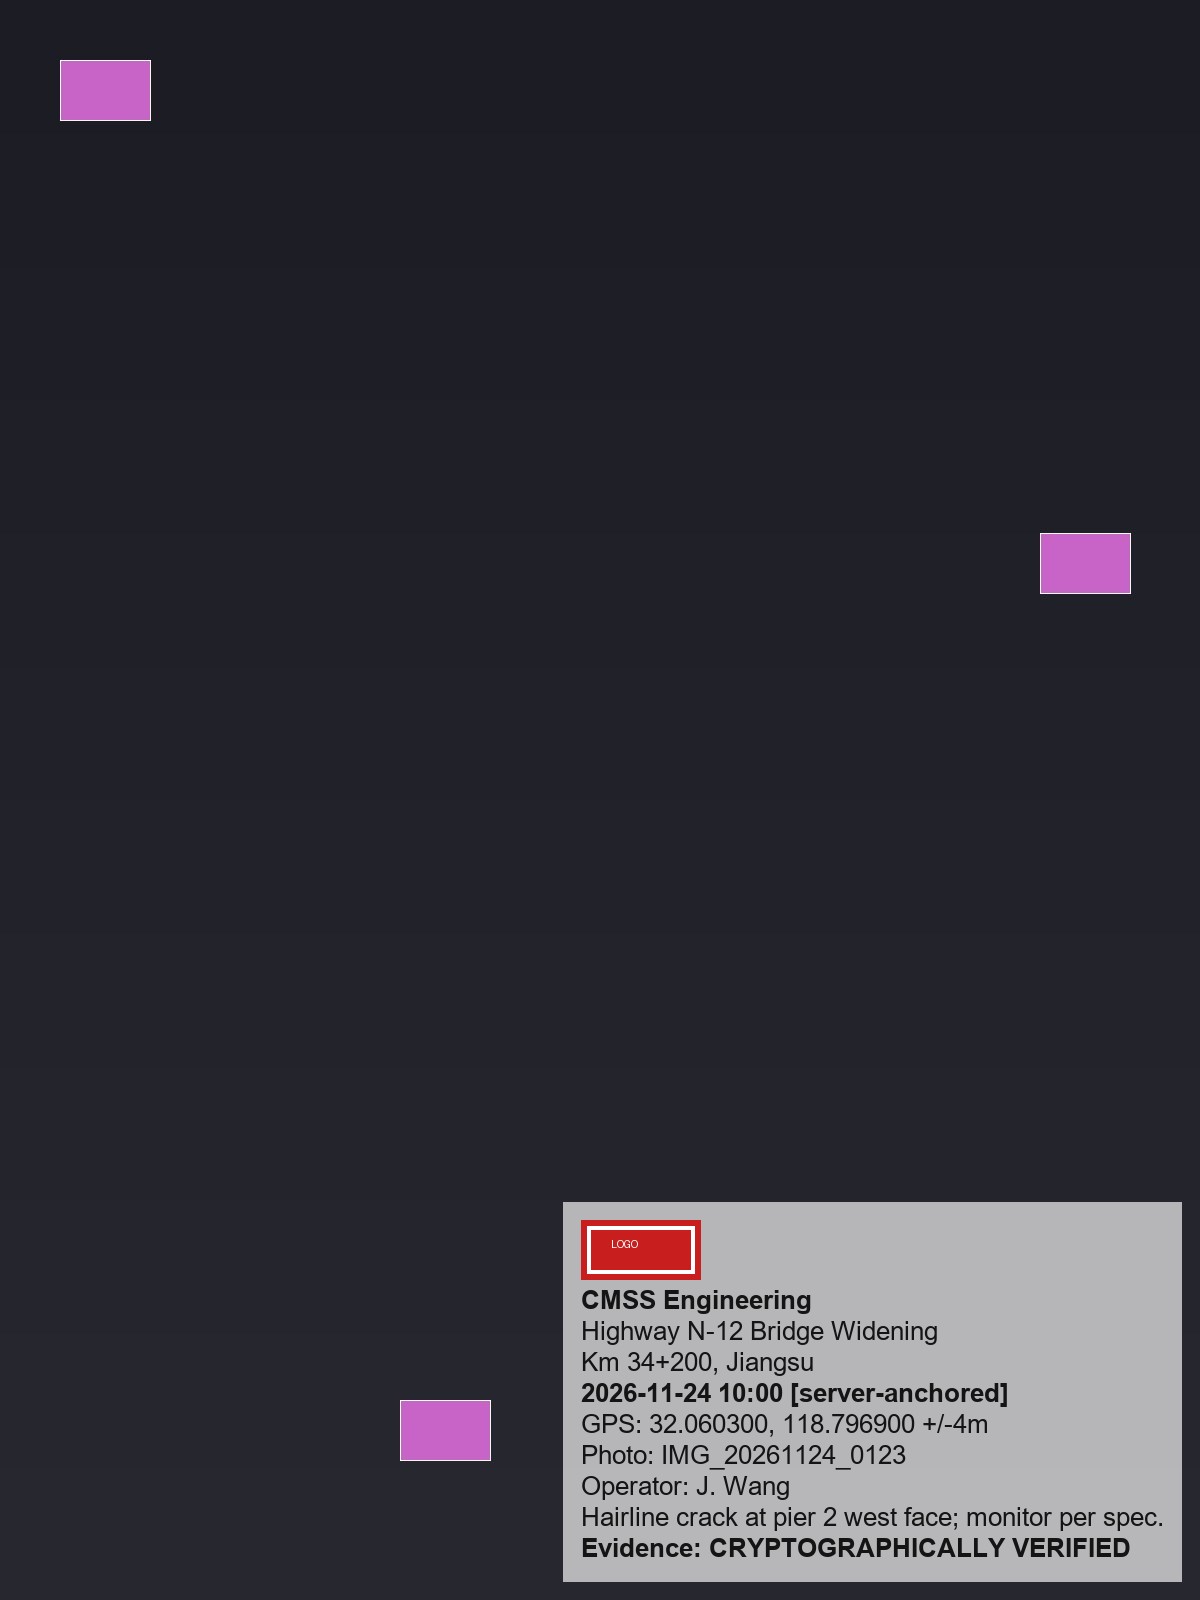 LOGO
CMSS Engineering
Highway N-12 Bridge Widening
Km 34+200, Jiangsu
2026-11-24 10:00 [server-anchored]
GPS: 32.060300, 118.796900 +/-4m
Photo: IMG_20261124_0123
Operator: J. Wang
Hairline crack at pier 2 west face; monitor per spec.
Evidence: CRYPTOGRAPHICALLY VERIFIED